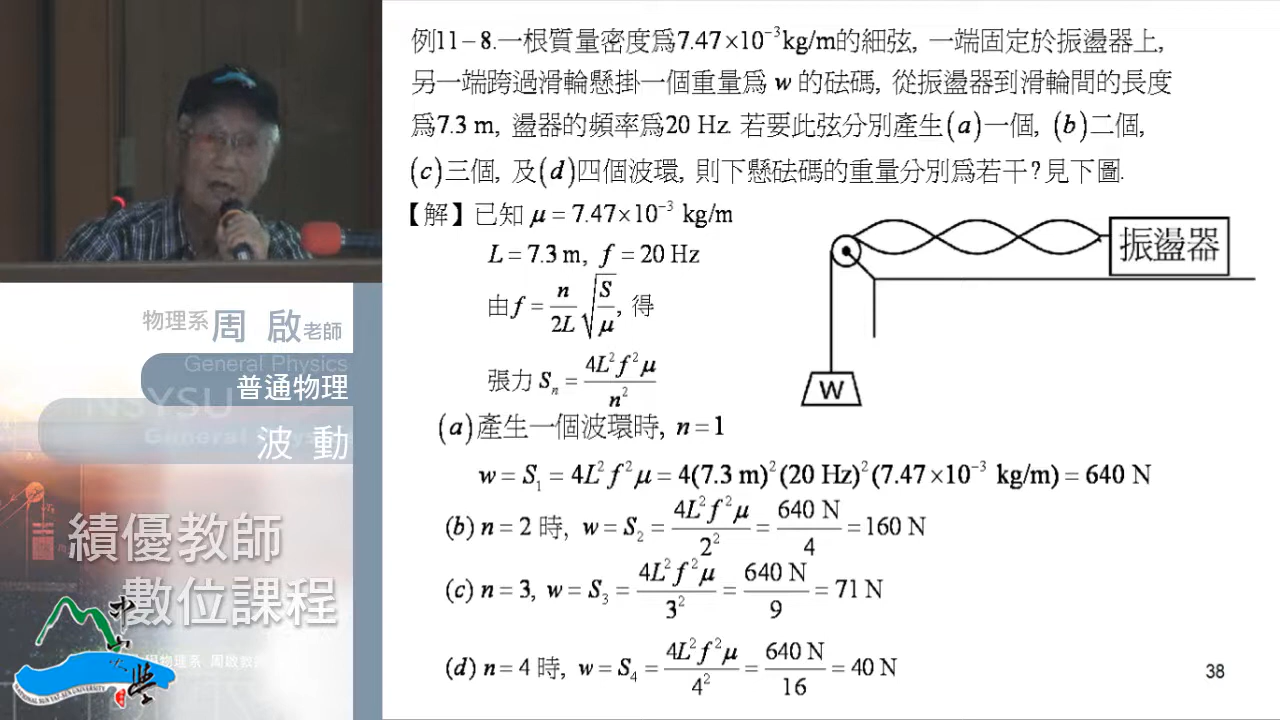 例11－8.一根質量密度爲7.47×10⁻³kg/m的細弦, 一端固定於振盪器上,
另一端跨過滑輪懸掛一個重量爲 w 的砝碼, 從振盪器到滑輪間的長度
爲7.3 m, 盪器的頻率爲20 Hz. 若要此弦分別產生(a)一個, (b)二個,
(c)三個, 及(d)四個波環, 則下懸砝碼的重量分別爲若干?見下圖.
【解】已知 μ = 7.47×10⁻³ kg/m
L = 7.3 m, f = 20 Hz
由 f = n/2L √(S/μ), 得
張力 Sₙ = 4L²f²μ/n²
振盪器
W
(a)產生一個波環時, n = 1
w = S₁ = 4L²f²μ = 4(7.3 m)²(20 Hz)²(7.47×10⁻³ kg/m) = 640 N
(b) n = 2 時, w = S₂ = 4L²f²μ/2² = 640 N/4 = 160 N
(c) n = 3, w = S₃ = 4L²f²μ/3² = 640 N/9 = 71 N
(d) n = 4 時, w = S₄ = 4L²f²μ/4² = 640 N/16 = 40 N
38
物理系 周 啟 老師
General Physics
普通物理
NSYSU
General Physics
波 動
績優教師
數位課程